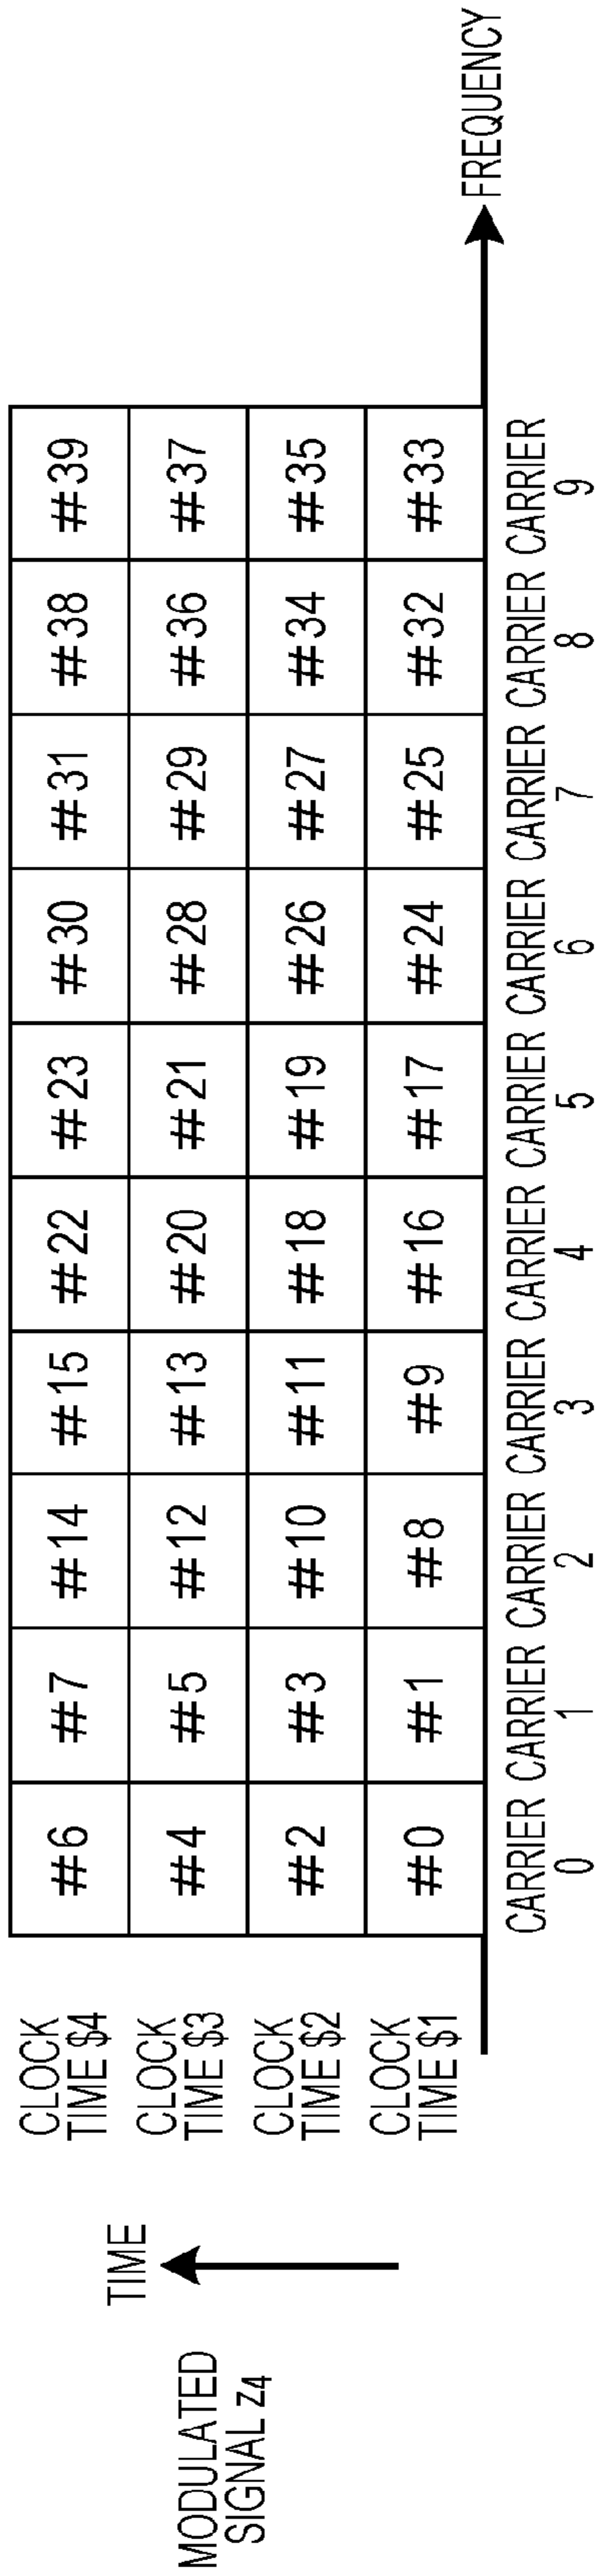 MODULATED
SIGNAL z4
TIME
CLOCK
TIME $4
#6 #7 #14 #15 #22 #23 #30 #31 #38 #39
CLOCK
TIME $3
#4 #5 #12 #13 #20 #21 #28 #29 #36 #37
CLOCK
TIME $2
#2 #3 #10 #11 #18 #19 #26 #27 #34 #35
CLOCK
TIME $1
#0 #1 #8 #9 #16 #17 #24 #25 #32 #33
FREQUENCY
CARRIER CARRIER CARRIER CARRIER CARRIER CARRIER CARRIER CARRIER CARRIER CARRIER
0 1 2 3 4 5 6 7 8 9